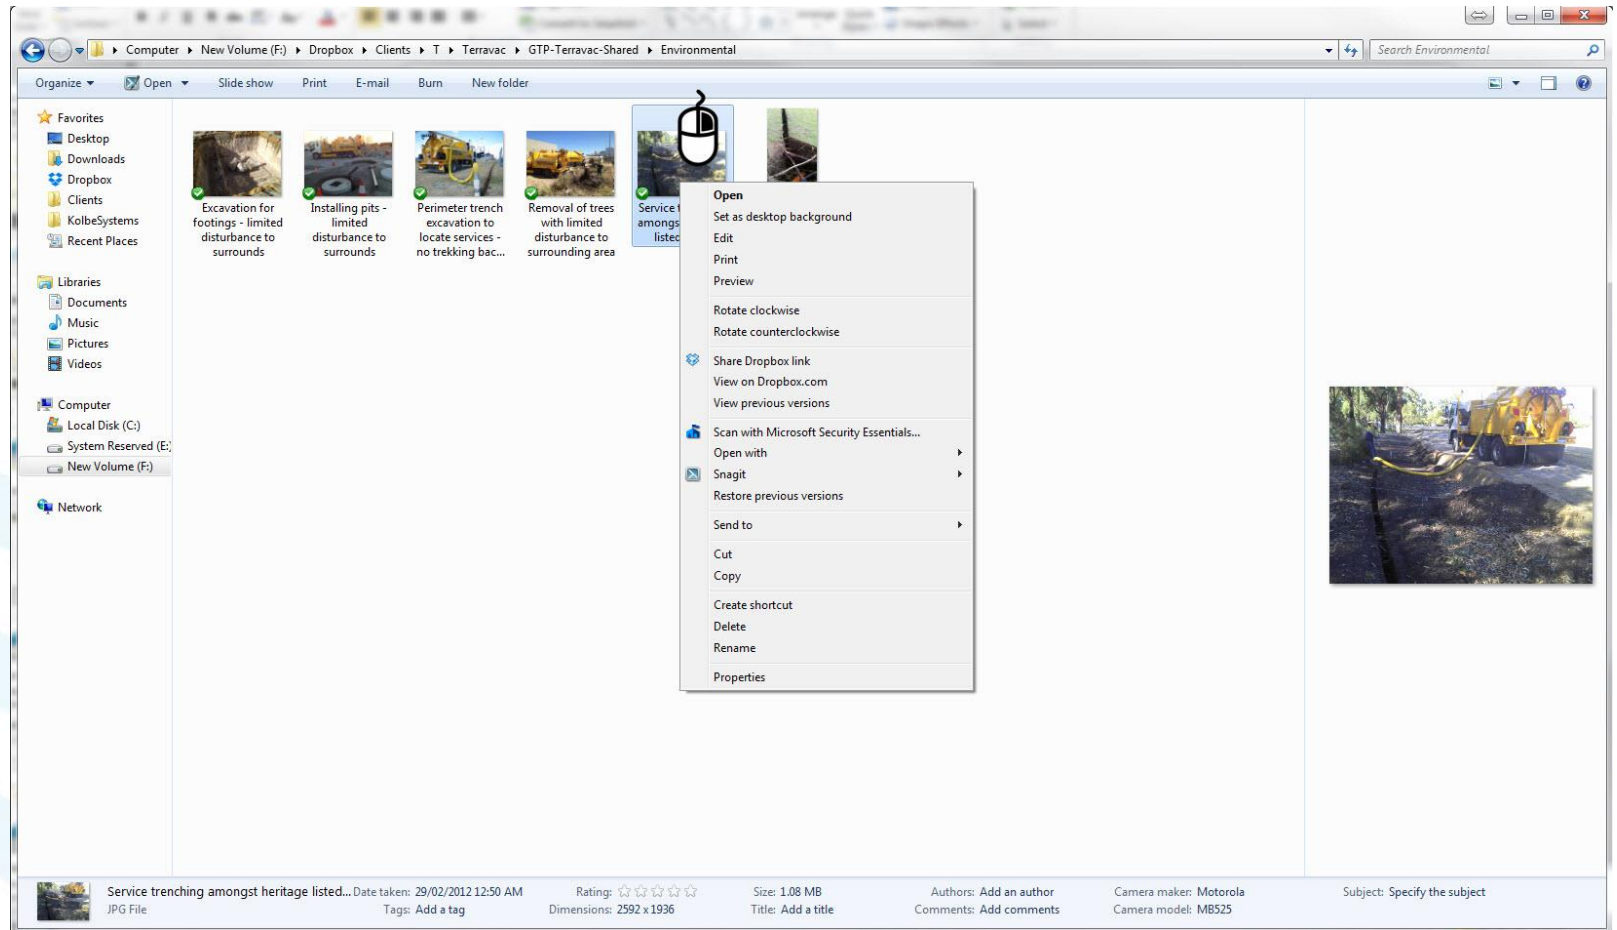 Computer New Volume (F:) Dropbox Clients T Terravac GTP-Terravac-Shared Environmental
Search Environmental
Organize Open Slide show Print E-mail Burn New folder
Favorites
Desktop
Downloads
Dropbox
Clients
KolbeSystems
Recent Places
Libraries
Documents
Music
Pictures
Videos
Computer
Local Disk (C:)
System Reserved (E:)
New Volume (F:)
Network
Excavation for
footings - limited
disturbance to
surrounds
Installing pits -
limited
disturbance to
surrounds
Perimeter trench
excavation to
locate services -
no trekking bac...
Removal of trees
with limited
disturbance to
surrounding area
Service
amongs
listed
Open
Set as desktop background
Edit
Print
Preview
Rotate clockwise
Rotate counterclockwise
Share Dropbox link
View on Dropbox.com
View previous versions
Scan with Microsoft Security Essentials...
Open with
Snagit
Restore previous versions
Send to
Cut
Copy
Create shortcut
Delete
Rename
Properties
Service trenching amongst heritage listed... Date taken: 29/02/2012 12:50 AM Rating: Size: 1.08 MB Authors: Add an author Camera maker: Motorola Subject: Specify the subject
JPG File Tags: Add a tag Dimensions: 2592 x 1936 Title: Add a title Comments: Add comments Camera model: MB525